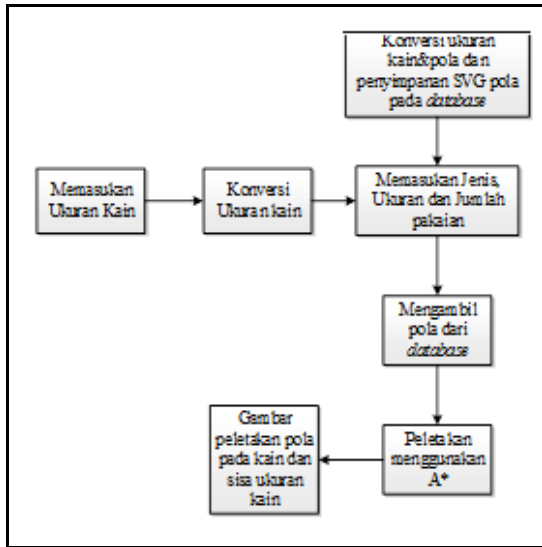 Konversi ukuran
kain&pola dan
penyimpanan SVG pola
pada database
Memasukan
Ukuran Kain
Konversi
Ukuran kain
Memasukan Jenis,
Ukuran dan Jumlah
pakaian
Mengambil
pola dari
database
Gambar
peletakan pola
pada kain dan
sisa ukuran
kain
Peletakan
menggunakan
A*